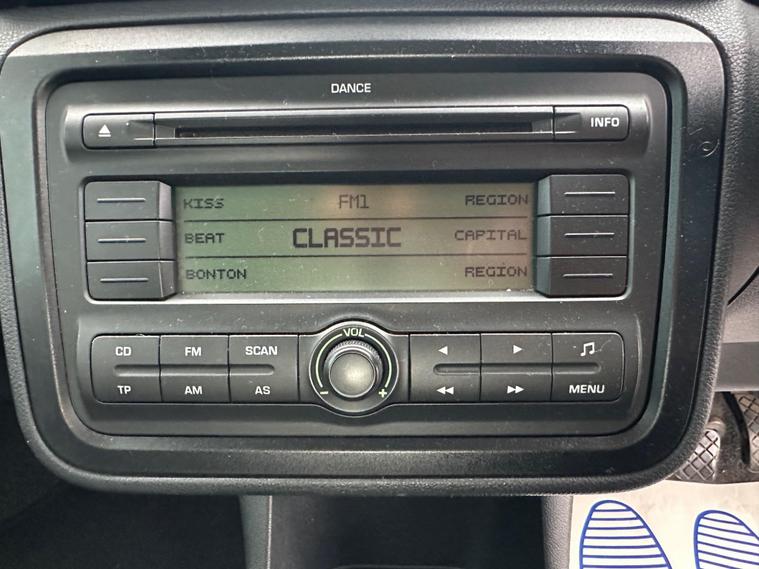 DANCE
INFO
KISS FM1 REGION
BEAT CLASSIC CAPITAL
BONTON REGION
VOL
CD FM SCAN
TP AM AS
- +
MENU